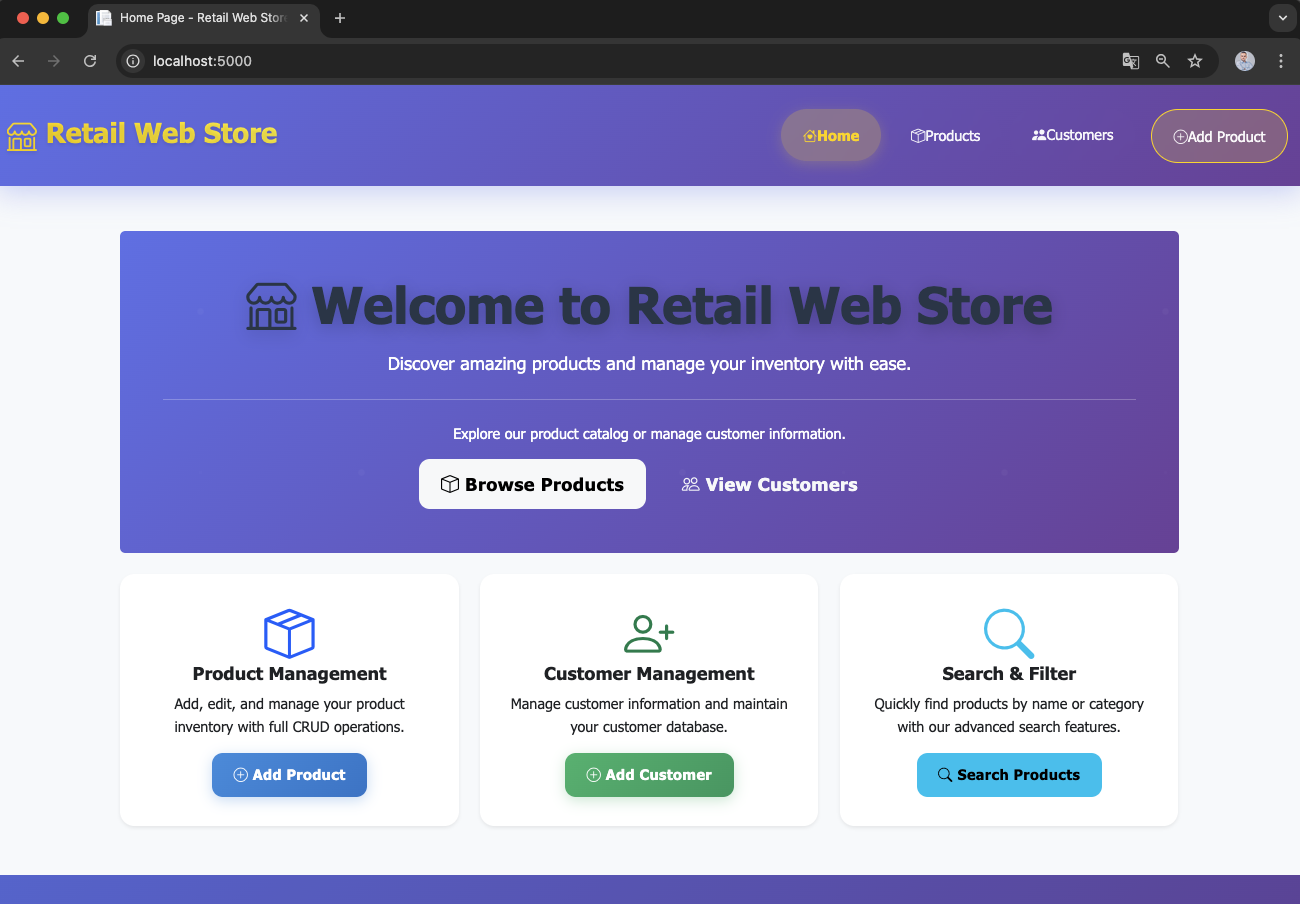 Home Page - Retail Web Stor
localhost:5000
Retail Web Store
Home
Products
Customers
Add Product
Welcome to Retail Web Store
Discover amazing products and manage your inventory with ease.
Explore our product catalog or manage customer information.
Browse Products
View Customers
Product Management
Add, edit, and manage your product
inventory with full CRUD operations.
Add Product
Customer Management
Manage customer information and maintain
your customer database.
Add Customer
Search & Filter
Quickly find products by name or category
with our advanced search features.
Search Products